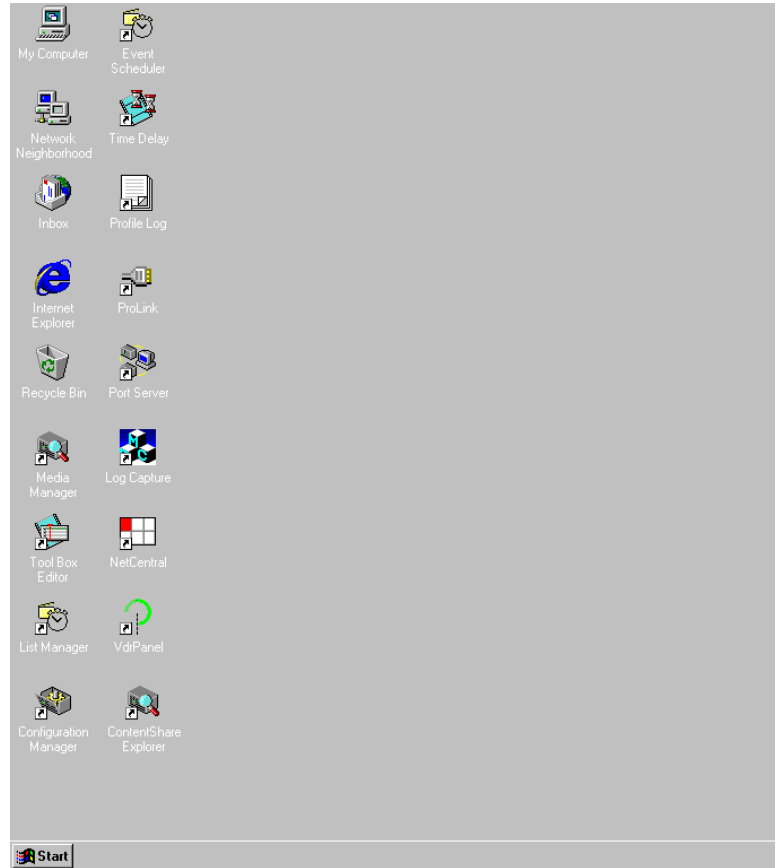 My Computer
Event
Scheduler
Network
Neighborhood
Time Delay
Inbox
Profile Log
Internet
Explorer
ProLink
Recycle Bin
Port Server
Media
Manager
Log Capture
Tool Box
Editor
NetCentral
List Manager
VdrPanel
Configuration
Manager
ContentShare
Explorer
Start